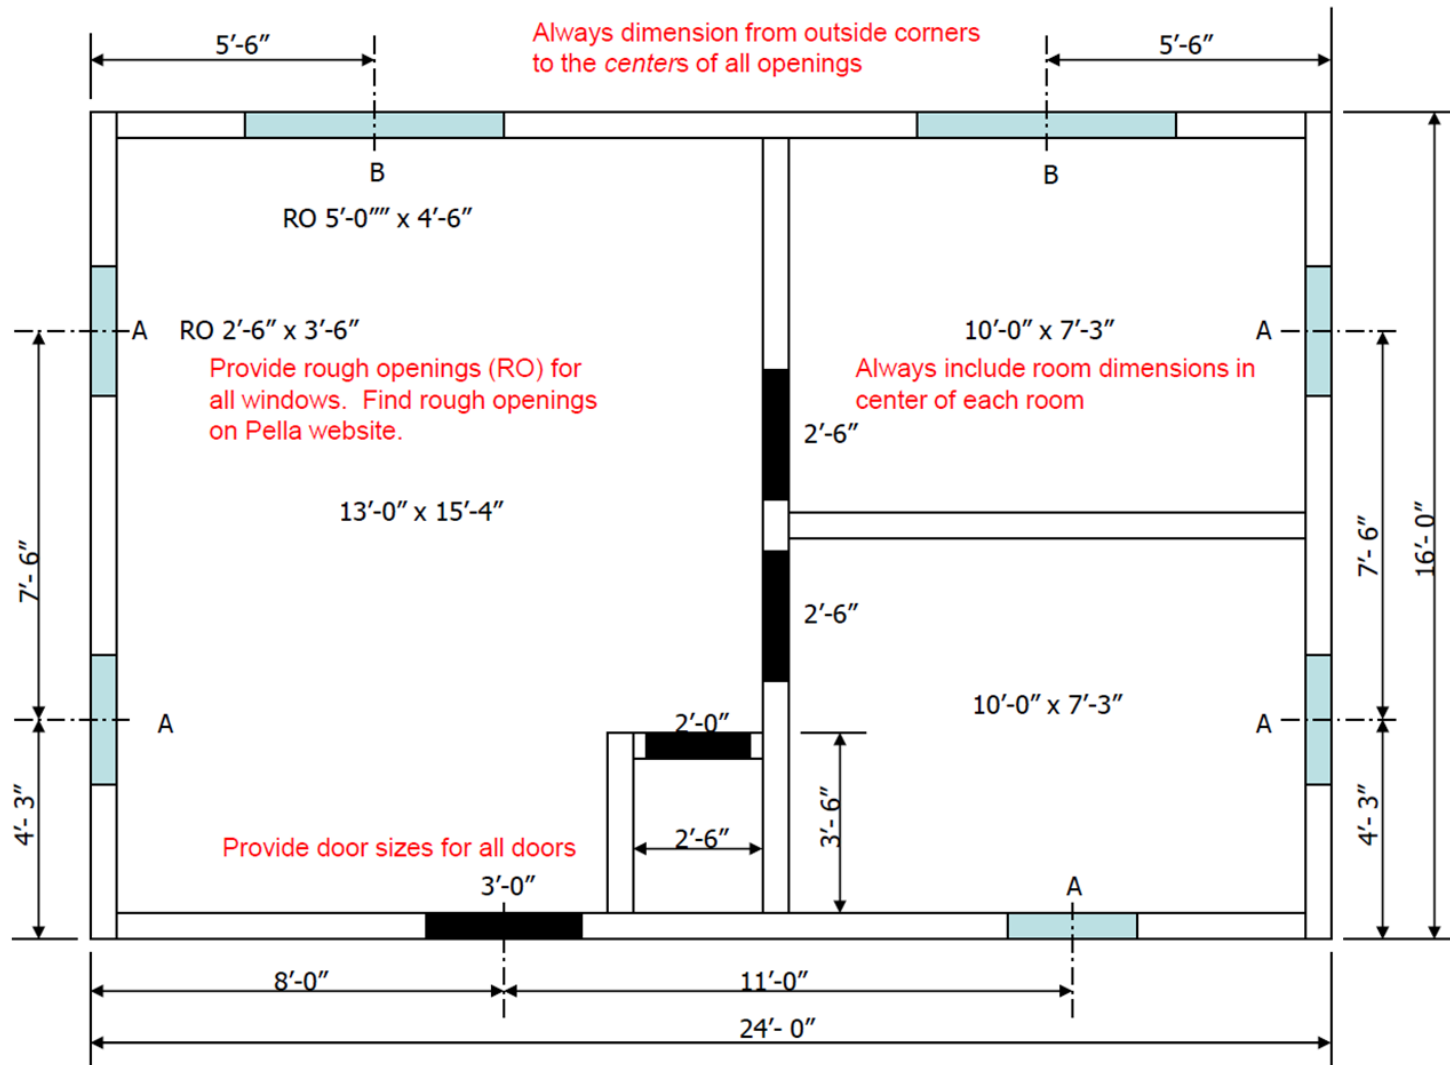 5’-6”
Always dimension from outside corners
to the centers of all openings
5’-6”
B
B
RO 5’-0”” x 4’-6”
A
RO 2’-6” x 3’-6”
10’-0” x 7’-3”
A
Provide rough openings (RO) for
all windows.  Find rough openings
on Pella website.
Always include room dimensions in
center of each room
2’-6”
13’-0” x 15’-4”
7’- 6”
7’- 6”
16’- 0”
2’-6”
10’-0” x 7’-3”
A
2’-0”
A
4’- 3”
3’- 6”
4’- 3”
Provide door sizes for all doors
2’-6”
3’-0”
A
8’-0”
11’-0”
24’- 0”